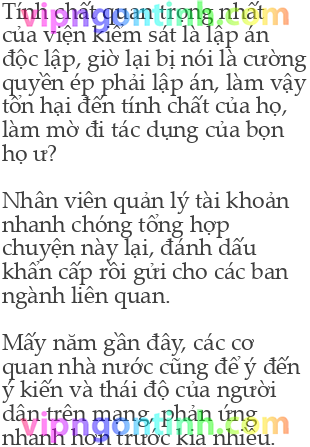 Tính chất quan trọng nhất
vipngontinh.com
của viện kiểm sát là lập án
độc lập, giờ lại bị nói là cường
quyền ép phải lập án, làm vậy
tổn hại đến tính chất của họ,
làm mờ đi tác dụng của bọn
họ ư?
Nhân viên quản lý tài khoản
nhanh chóng tổng hợp
chuyện này lại, đánh dấu
khẩn cấp rồi gửi cho các ban
ngành liên quan.
Mấy năm gần đây, các cơ
quan nhà nước cũng để ý đến
ý kiến và thái độ của người
dân trên mạng, phản ứng
vipngontinh.com
nhanh hơn trước kia nhiều.